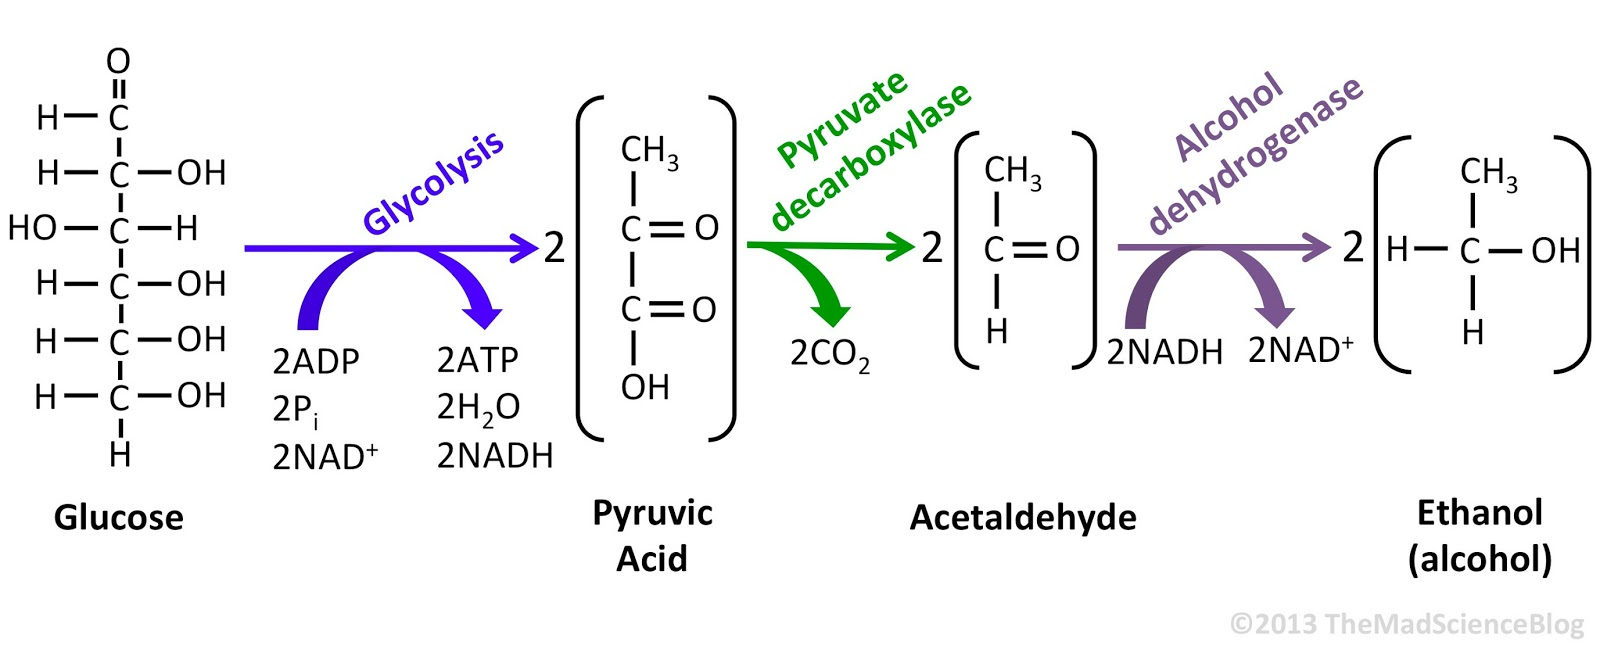 O
H C
H C OH
HO C H
H C OH
H C OH
H C OH
H
Glucose
Glycolysis
2ADP
2Pi
2NAD+
2ATP
2H2O
2NADH
2
CH3
C O
C O
OH
Pyruvic
Acid
Pyruvate
decarboxylase
2CO2
2
CH3
C O
H
Acetaldehyde
Alcohol
dehydrogenase
2NADH
2NAD+
2
CH3
H C OH
H
Ethanol
(alcohol)
©2013 TheMadScienceBlog